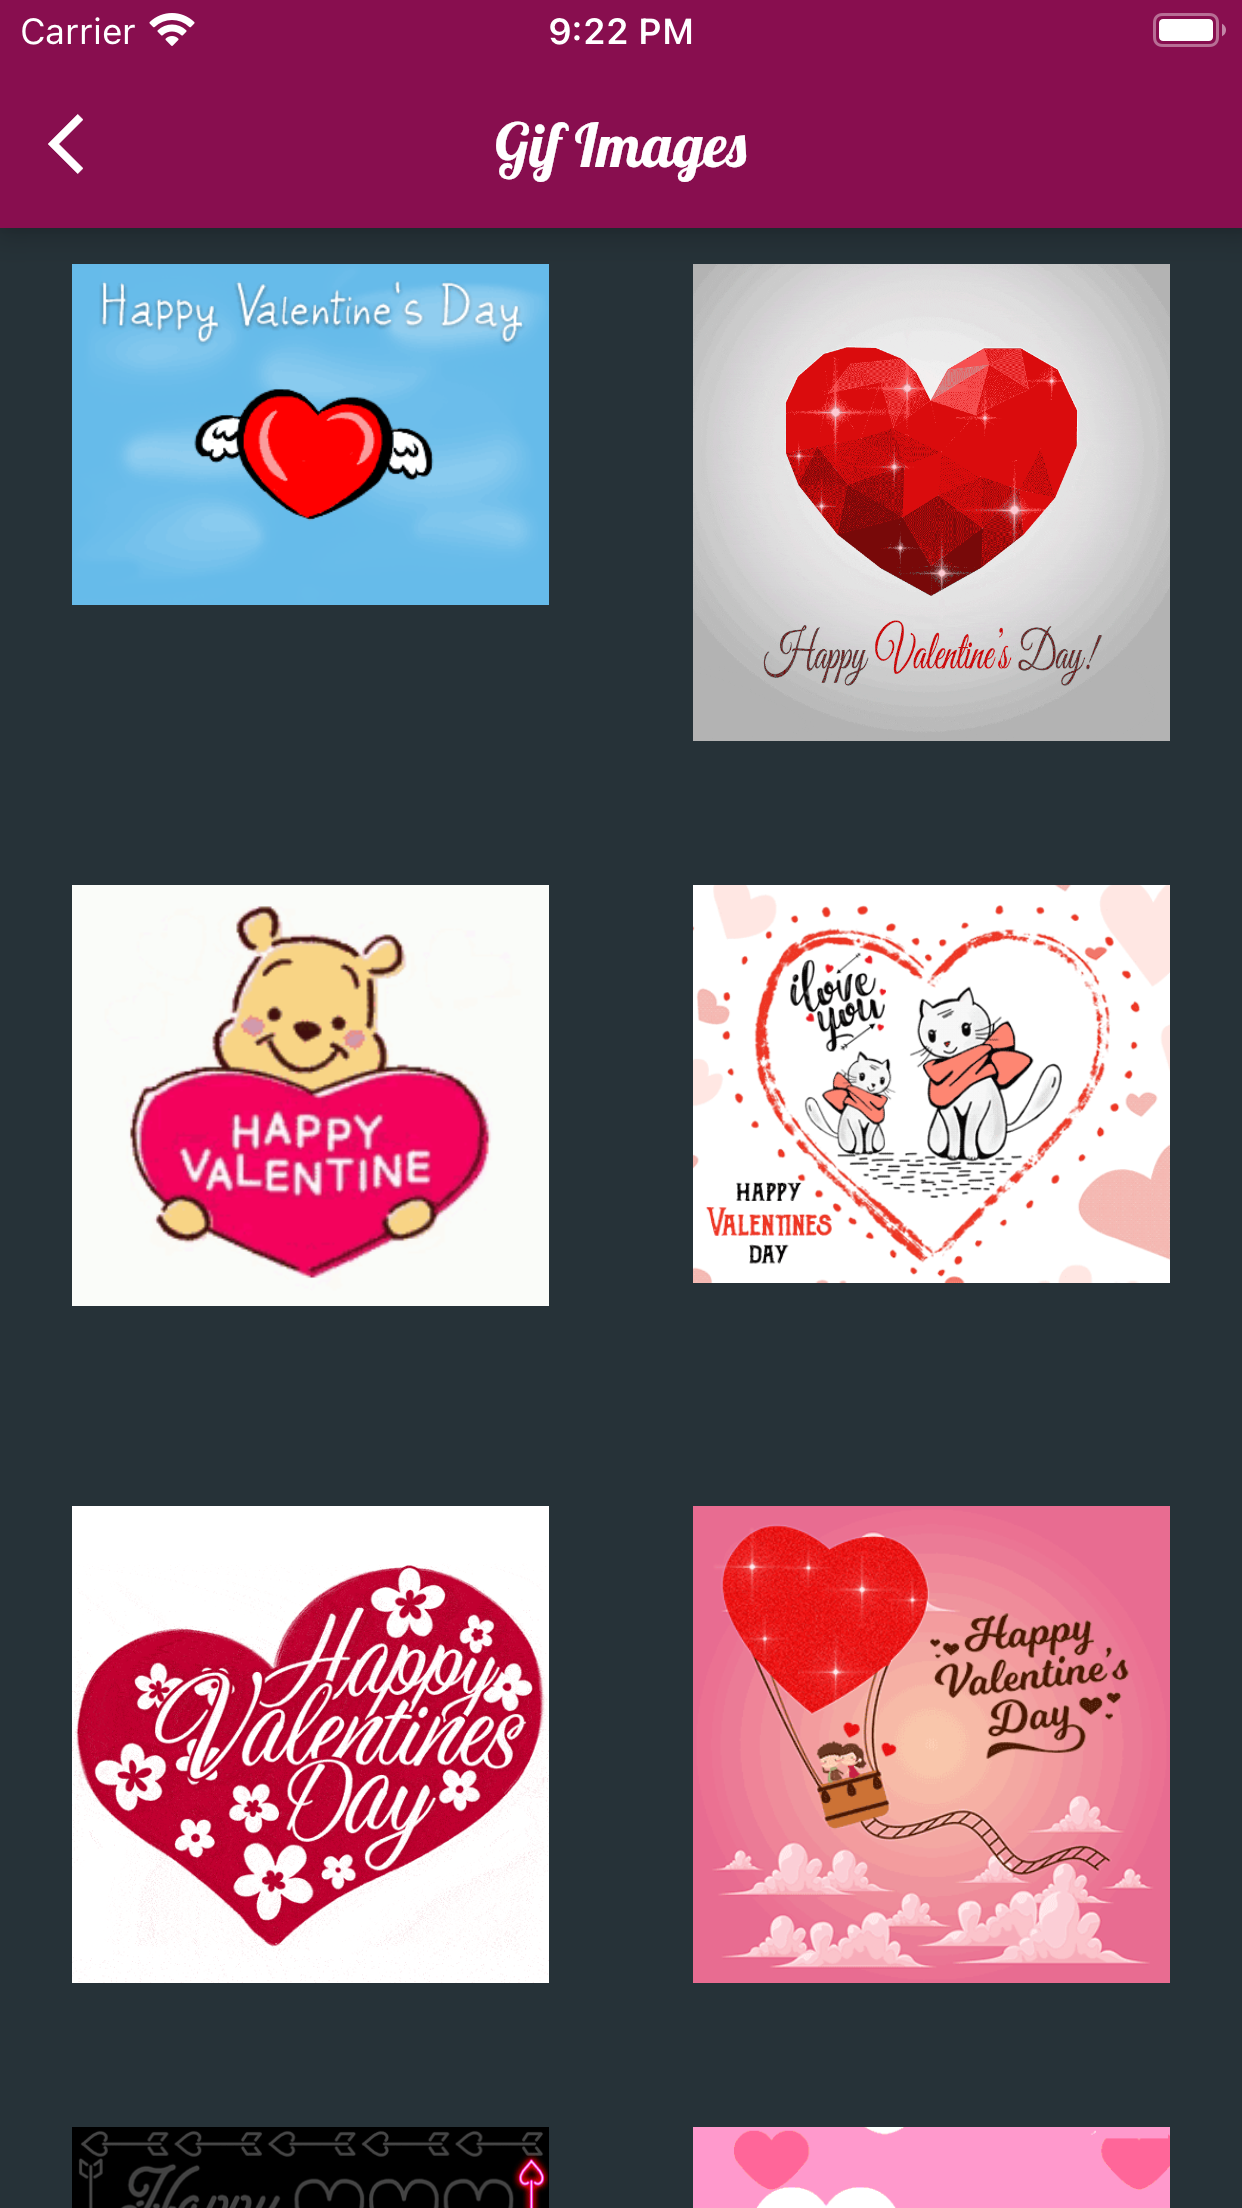 Carrier
9:22 PM
Gif Images
Happy Valentine's Day
Happy Valentine's Day!
HAPPY
VALENTINE
i love
you
HAPPY
VALENTINES
DAY
Happy
Valentines
Day
Happy
Valentine's
Day
Happy